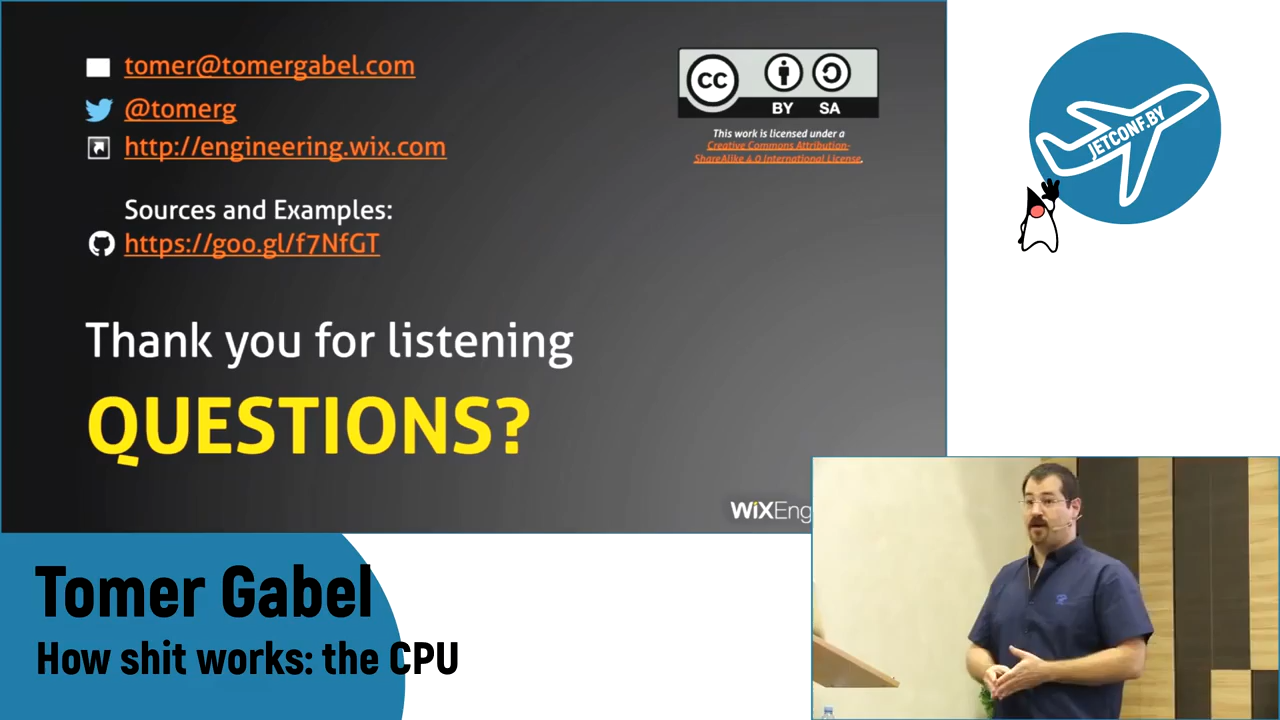 tomer@tomergabel.com
@tomerg
http://engineering.wix.com
Sources and Examples:
https://goo.gl/f7NfGT
Thank you for listening
QUESTIONS?
cc
BY SA
This work is licensed under a
Creative Commons Attribution-
ShareAlike 4.0 International License.
WiXEng
JETCONF.BY
Tomer Gabel
How shit works: the CPU